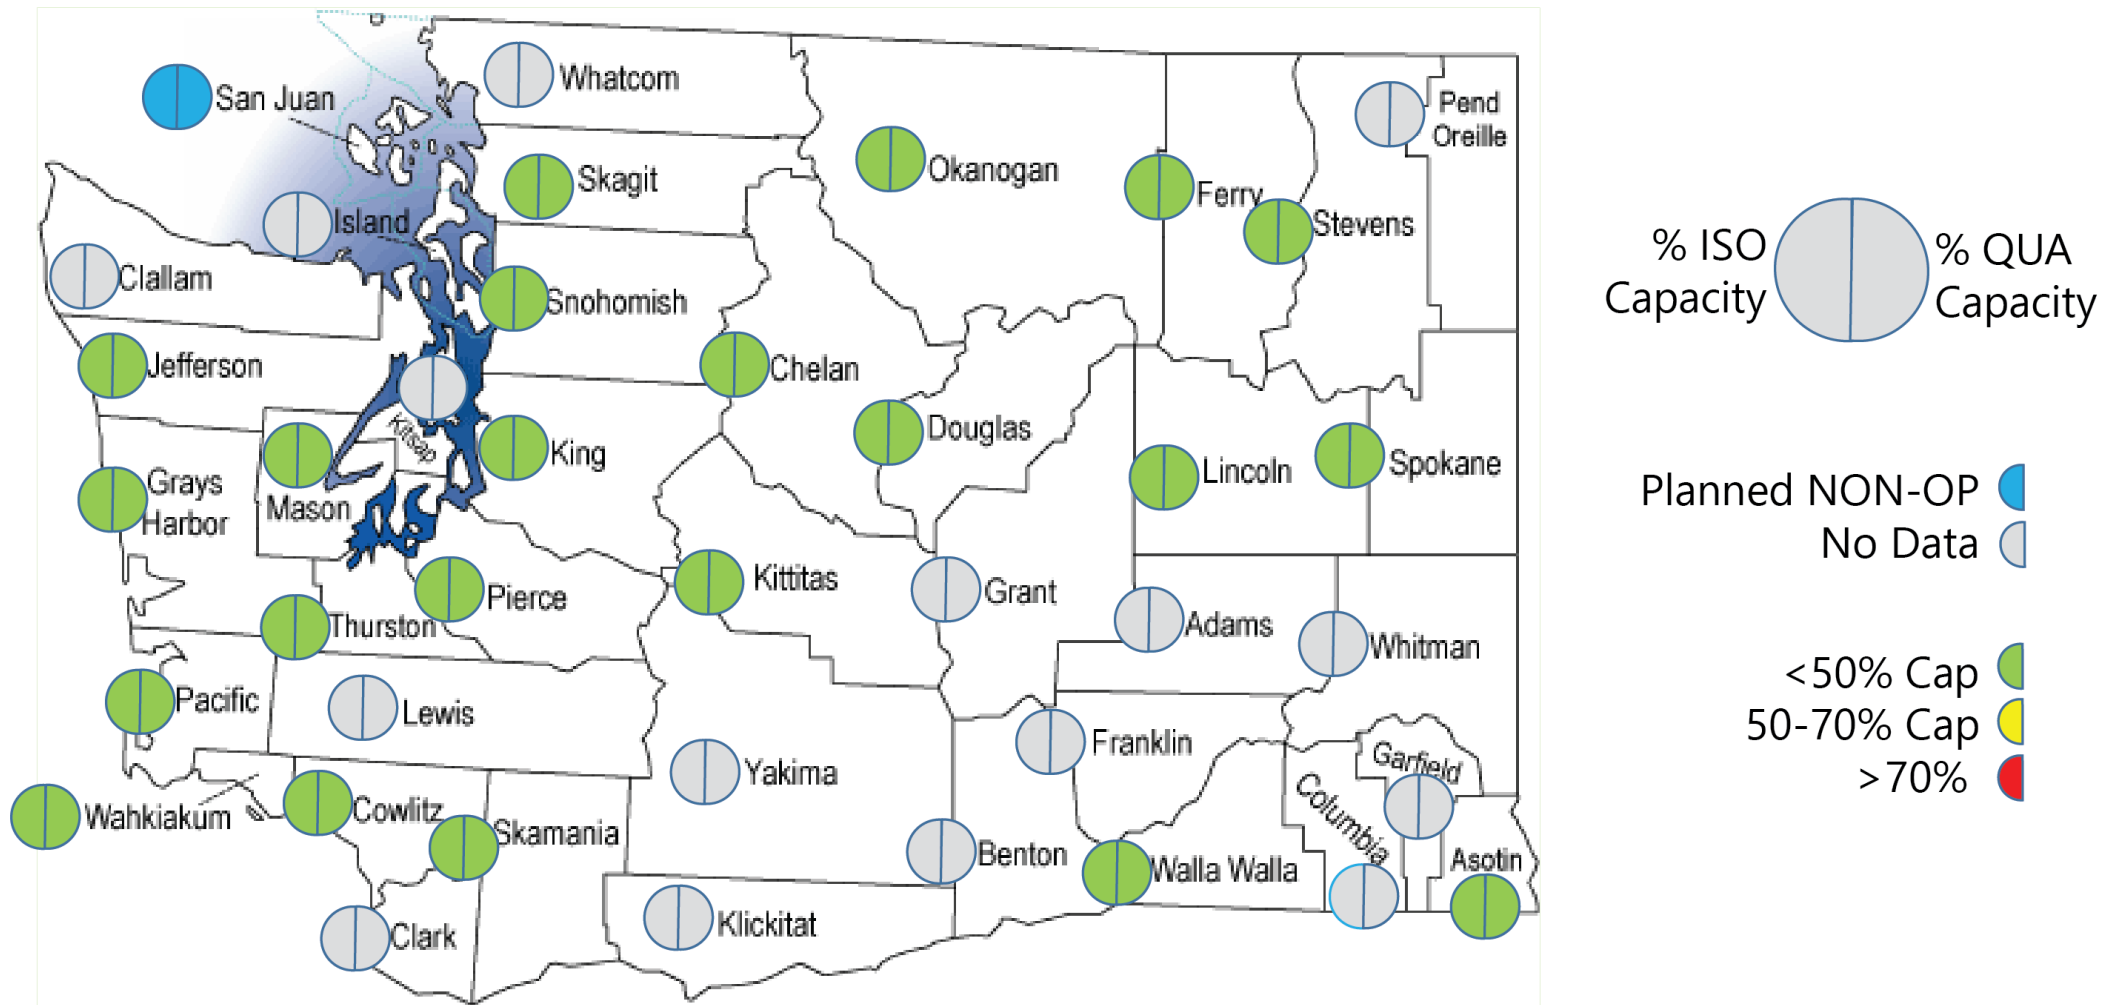 Whatcom
San Juan
Pend
Oreille
Skagit
Okanogan
Ferry
Island
Stevens
Clallam
Snohomish
Jefferson
Chelan
Kitsap
Douglas
King
Grays
Harbor
Mason
Lincoln
Spokane
Kittitas
Pierce
Grant
Thurston
Adams
Whitman
Pacific
Lewis
Franklin
Yakima
Garfield
Columbia
Wahkiakum
Cowlitz
Skamania
Benton
Walla Walla
Asotin
Clark
Klickitat
% ISO
Capacity
% QUA
Capacity
Planned NON-OP
No Data
<50% Cap
50-70% Cap
>70%